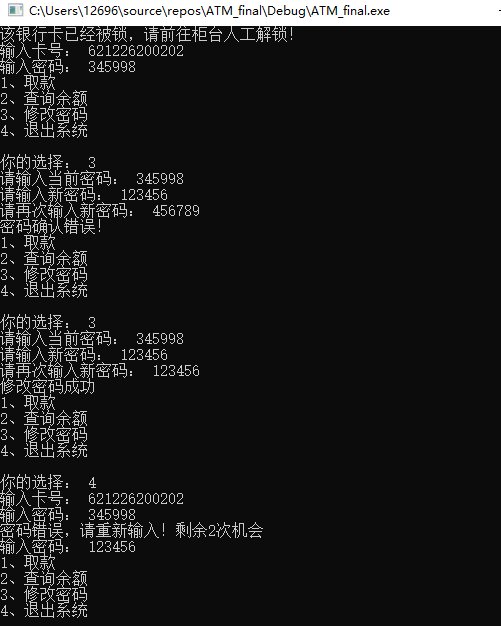 C:\Users\12696\source\repos\ATM_final\Debug\ATM_final.exe
该银行卡已经被锁，请前往柜台人工解锁！
输入卡号： 621226200202
输入密码： 345998
1、取款
2、查询余额
3、修改密码
4、退出系统
你的选择： 3
请输入当前密码： 345998
请输入新密码： 123456
请再次输入新密码： 456789
密码确认错误！
1、取款
2、查询余额
3、修改密码
4、退出系统
你的选择： 3
请输入当前密码： 345998
请输入新密码： 123456
请再次输入新密码： 123456
修改密码成功
1、取款
2、查询余额
3、修改密码
4、退出系统
你的选择： 4
输入卡号： 621226200202
输入密码： 345998
密码错误，请重新输入！剩余2次机会
输入密码： 123456
1、取款
2、查询余额
3、修改密码
4、退出系统